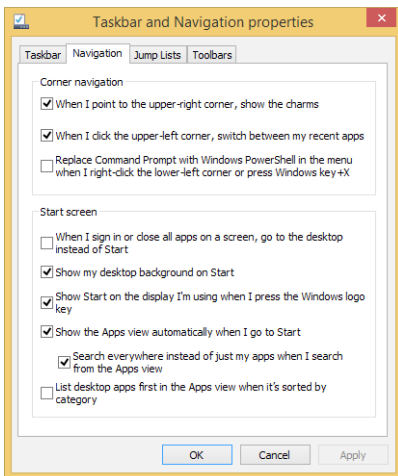 Taskbar and Navigation properties
Taskbar Navigation Jump Lists Toolbars
Corner navigation
When I point to the upper-right corner, show the charms
When I click the upper-left corner, switch between my recent apps
Replace Command Prompt with Windows PowerShell in the menu
when I right-click the lower-left corner or press Windows key+X
Start screen
When I sign in or close all apps on a screen, go to the desktop
instead of Start
Show my desktop background on Start
Show Start on the display I'm using when I press the Windows logo
key
Show the Apps view automatically when I go to Start
Search everywhere instead of just my apps when I search
from the Apps view
List desktop apps first in the Apps view when it's sorted by
category
OK Cancel Apply